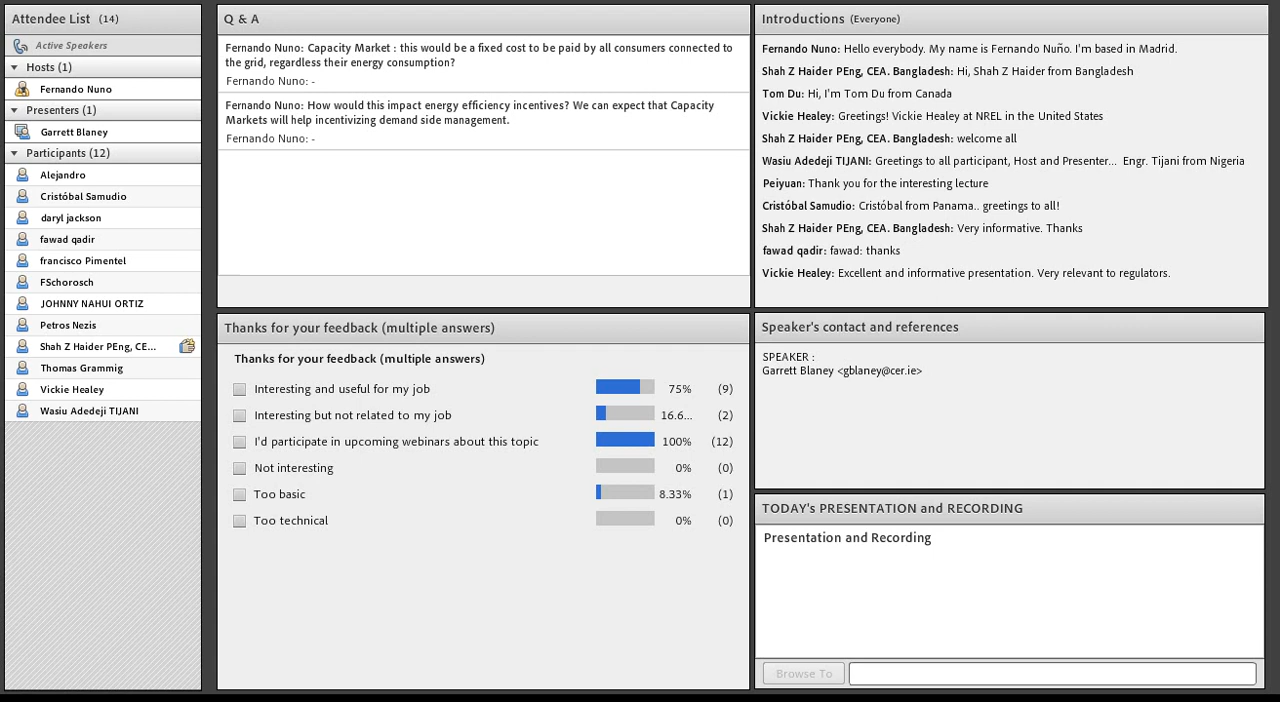 Attendee List (14)
Active Speakers
Hosts (1)
Fernando Nuno
Presenters (1)
Garrett Blaney
Participants (12)
Alejandro
Cristóbal Samudio
daryl jackson
fawad qadir
francisco Pimentel
FSchorosch
JOHNNY NAHUI ORTIZ
Petros Nezis
Shah Z Haider PEng, CE...
Thomas Grammig
Vickie Healey
Wasiu Adedeji TIJANI
Q & A
Fernando Nuno: Capacity Market : this would be a fixed cost to be paid by all consumers connected to
the grid, regardless their energy consumption?
Fernando Nuno: -
Fernando Nuno: How would this impact energy efficiency incentives? We can expect that Capacity
Markets will help incentivizing demand side management.
Fernando Nuno: -
Thanks for your feedback (multiple answers)
Thanks for your feedback (multiple answers)
Interesting and useful for my job 75% (9)
Interesting but not related to my job 16.6... (2)
I'd participate in upcoming webinars about this topic 100% (12)
Not interesting 0% (0)
Too basic 8.33% (1)
Too technical 0% (0)
Introductions (Everyone)
Fernando Nuno: Hello everybody. My name is Fernando Nuño. I'm based in Madrid.
Shah Z Haider PEng, CEA. Bangladesh: Hi, Shah Z Haider from Bangladesh
Tom Du: Hi, I'm Tom Du from Canada
Vickie Healey: Greetings! Vickie Healey at NREL in the United States
Shah Z Haider PEng, CEA. Bangladesh: welcome all
Wasiu Adedeji TIJANI: Greetings to all participant, Host and Presenter... Engr. Tijani from Nigeria
Peiyuan: Thank you for the interesting lecture
Cristóbal Samudio: Cristóbal from Panama.. greetings to all!
Shah Z Haider PEng, CEA. Bangladesh: Very informative. Thanks
fawad qadir: fawad: thanks
Vickie Healey: Excellent and informative presentation. Very relevant to regulators.
Speaker's contact and references
SPEAKER :
Garrett Blaney <gblaney@cer.ie>
TODAY's PRESENTATION and RECORDING
Presentation and Recording
Browse To